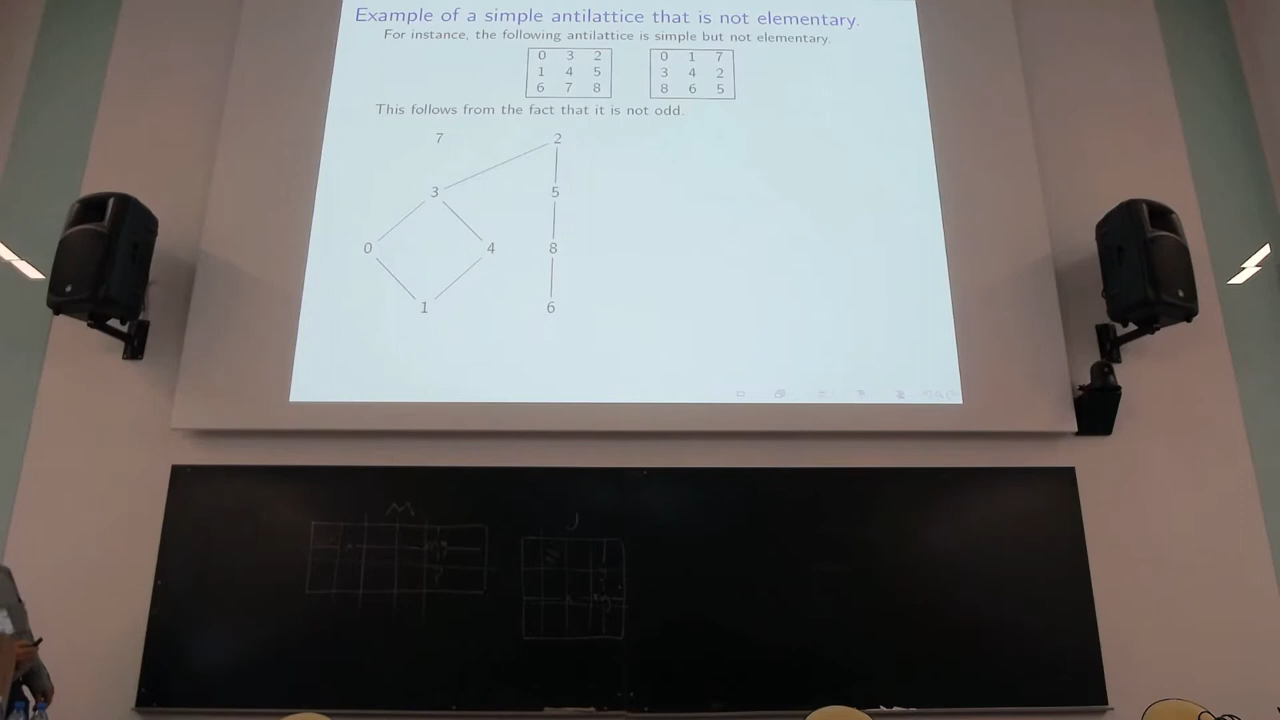 Example of a simple antilattice that is not elementary.
For instance, the following antilattice is simple but not elementary.
0 3 2
1 4 5
6 7 8
0 1 7
3 4 2
8 6 5
This follows from the fact that it is not odd.
7 2
3 5
0 4 8
1 6
M
J